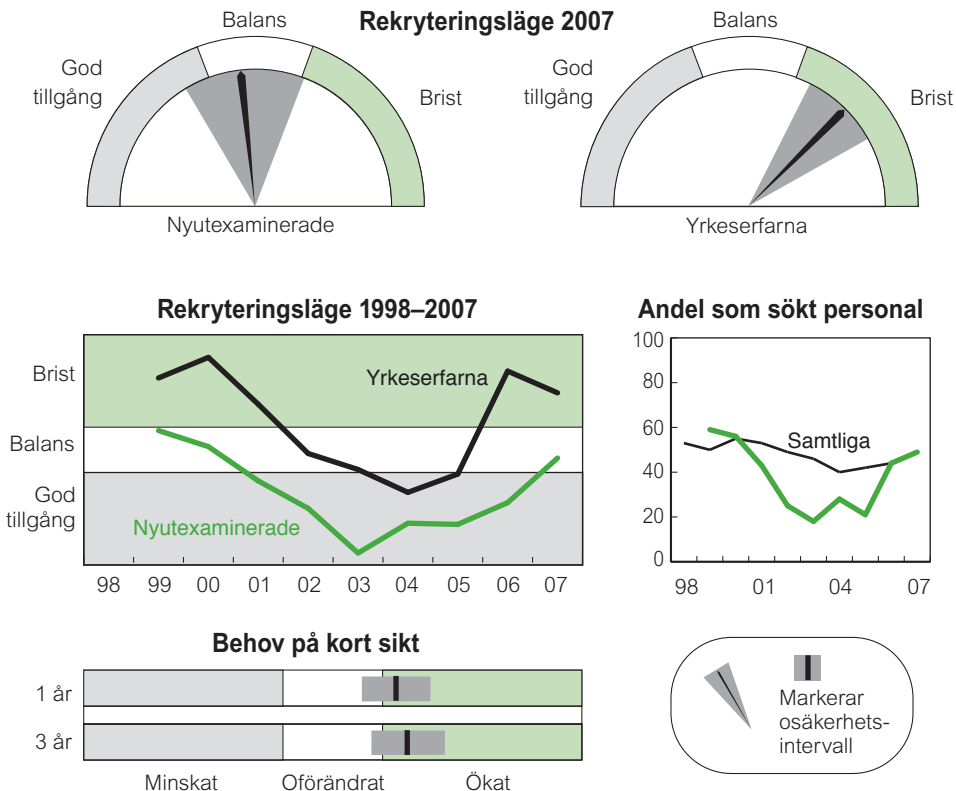 Rekryteringsläge 2007
Balans
God
tillgång
Brist
Nyutexaminerade
Balans
God
tillgång
Brist
Yrkeserfarna
Rekryteringsläge 1998–2007
Brist
Balans
God
tillgång
Yrkeserfarna
Nyutexaminerade
98 99 00 01 02 03 04 05 06 07
Andel som sökt personal
100
80
60
40
20
0
Samtliga
98 01 04 07
Behov på kort sikt
1 år
3 år
Minskat Oförändrat Ökat
Markerar
osäkerhets-
intervall